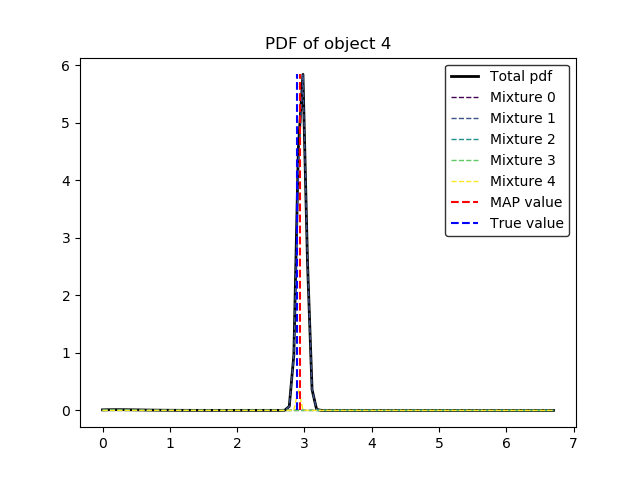 PDF of object 4
6
5
4
3
2
1
0
0 1 2 3 4 5 6 7
Total pdf
Mixture 0
Mixture 1
Mixture 2
Mixture 3
Mixture 4
MAP value
True value